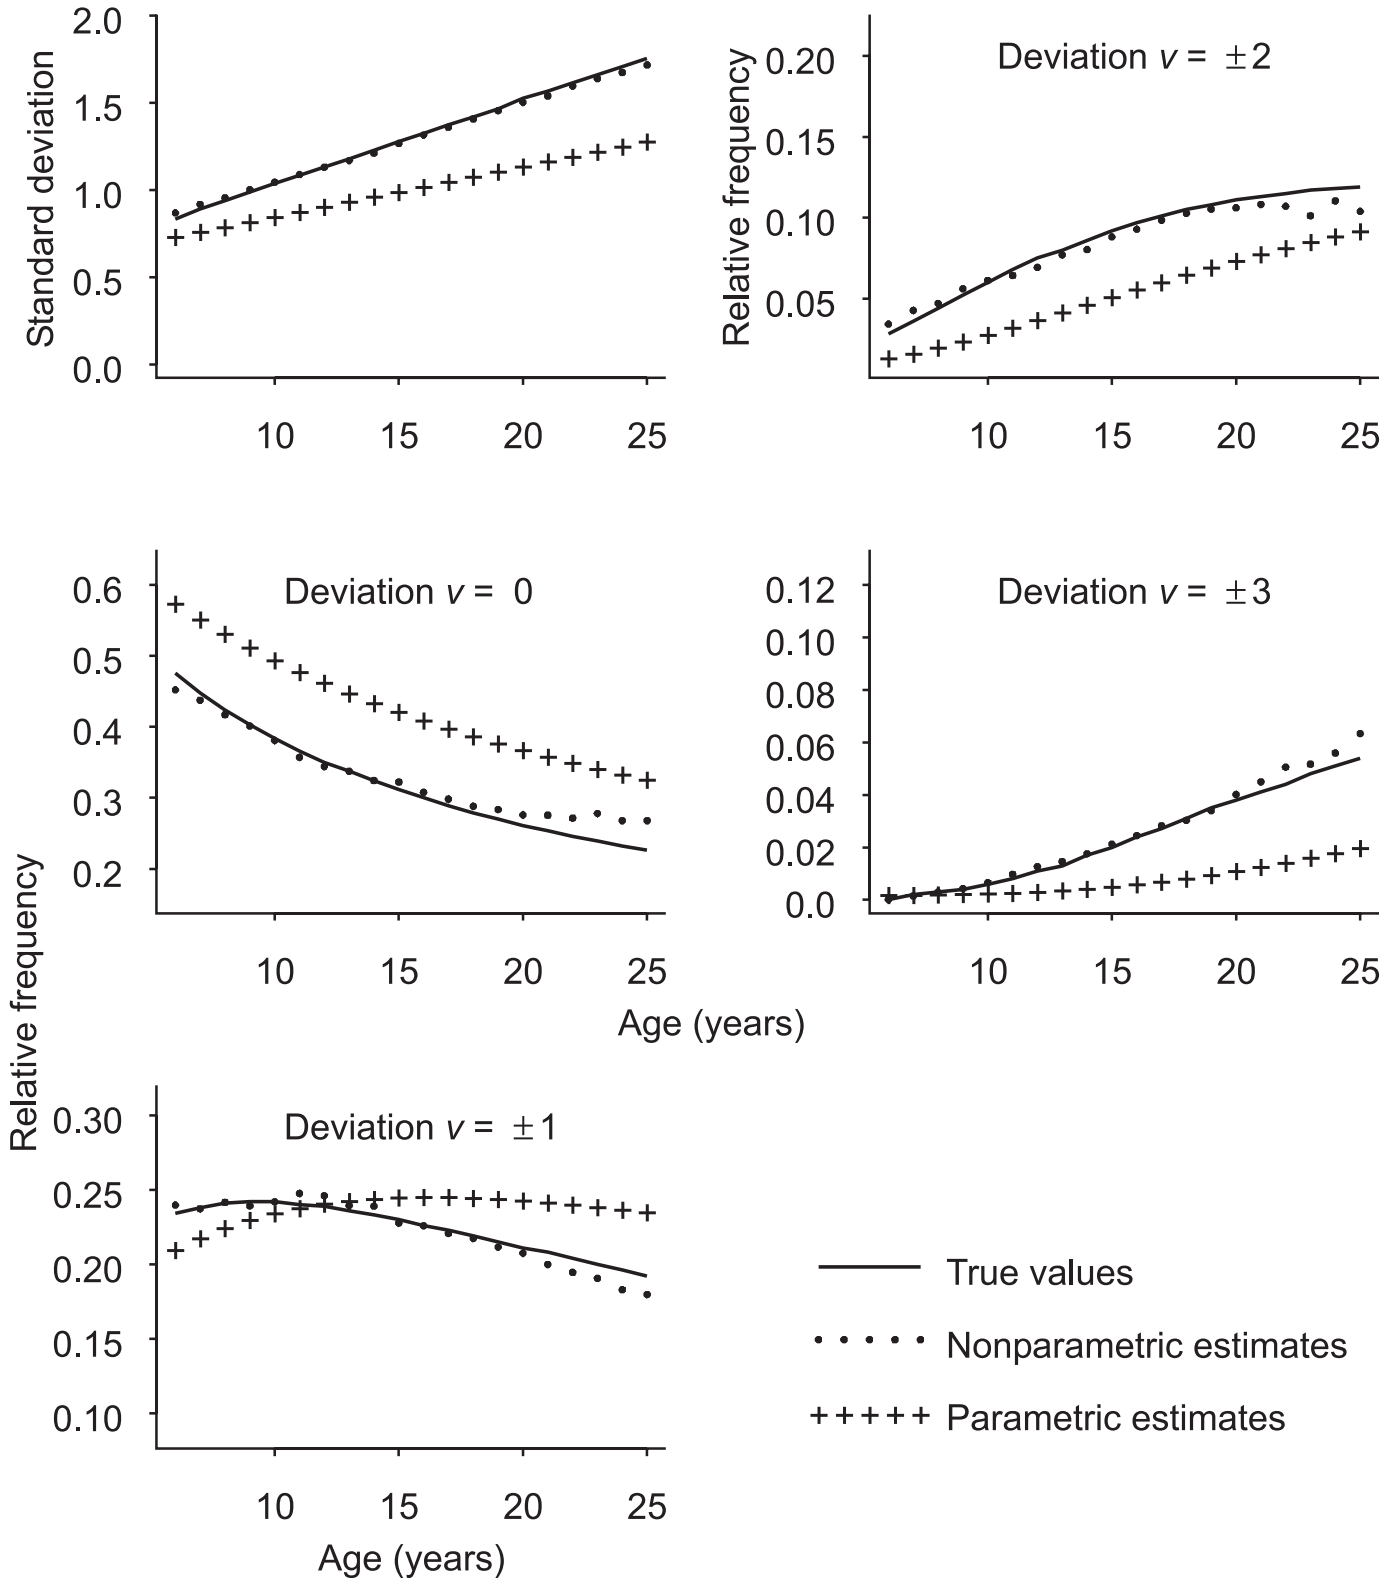 Standard deviation
2.0
1.5
1.0
0.5
0.0
10 15 20 25
Relative frequency
Deviation v = ±2
0.20
0.15
0.10
0.05
10 15 20 25
Relative frequency
Deviation v = 0
0.6
0.5
0.4
0.3
0.2
10 15 20 25
Deviation v = ±3
0.12
0.10
0.08
0.06
0.04
0.02
0.0
10 15 20 25
Age (years)
Deviation v = ±1
0.30
0.25
0.20
0.15
0.10
10 15 20 25
Age (years)
True values
Nonparametric estimates
Parametric estimates